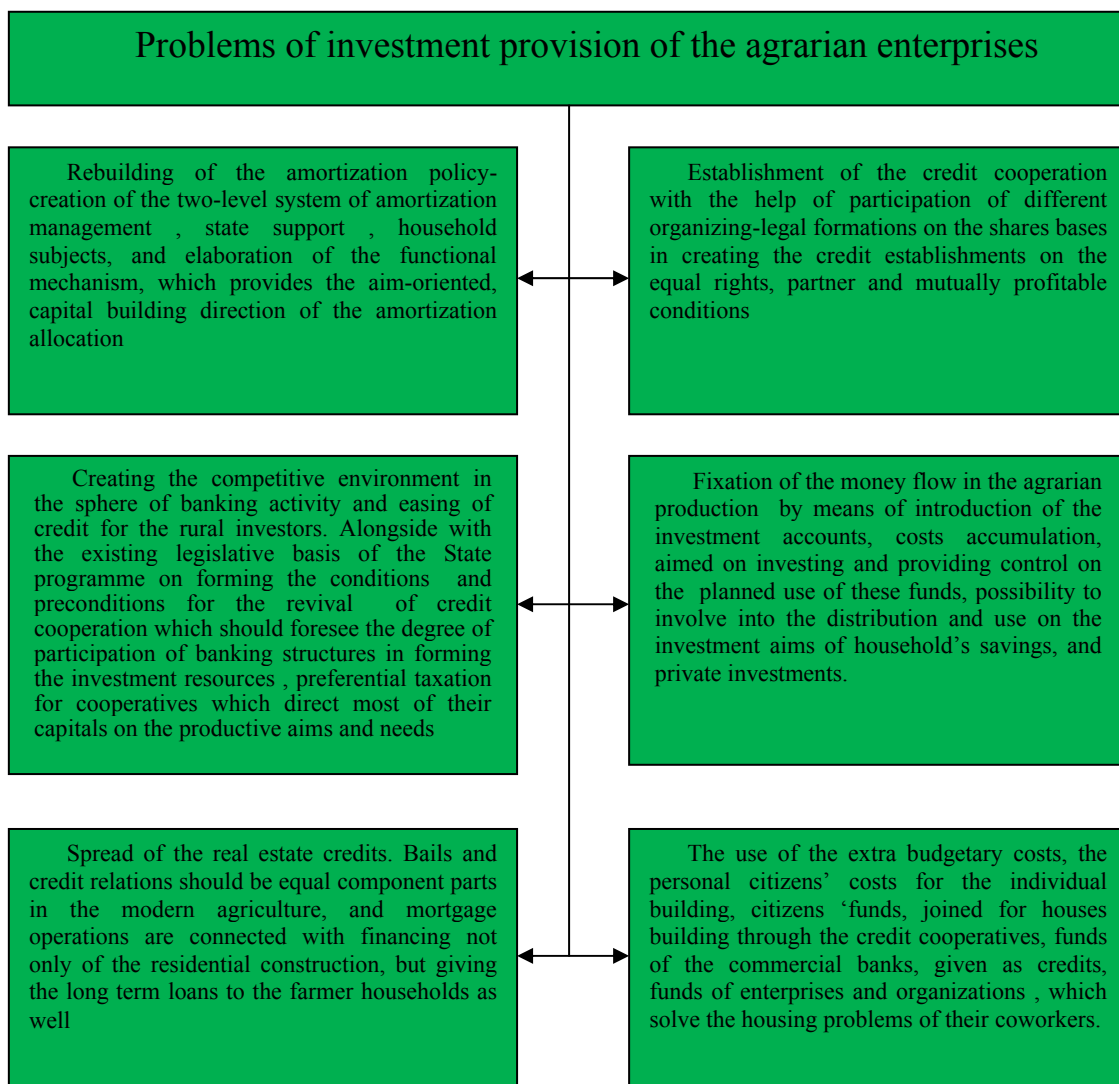 Problems of investment provision of the agrarian enterprises
Rebuilding of the amortization policy-
creation of the two-level system of amortization
management , state support , household
subjects, and elaboration of the functional
mechanism, which provides the aim-oriented,
capital building direction of the amortization
allocation
Establishment of the credit cooperation
with the help of participation of different
organizing-legal formations on the shares bases
in creating the credit establishments on the
equal rights, partner and mutually profitable
conditions
Creating the competitive environment in
the sphere of banking activity and easing of
credit for the rural investors. Alongside with
the existing legislative basis of the State
programme on forming the conditions and
preconditions for the revival of credit
cooperation which should foresee the degree of
participation of banking structures in forming
the investment resources , preferential taxation
for cooperatives which direct most of their
capitals on the productive aims and needs
Fixation of the money flow in the agrarian
production by means of introduction of the
investment accounts, costs accumulation,
aimed on investing and providing control on
the planned use of these funds, possibility to
involve into the distribution and use on the
investment aims of household’s savings, and
private investments.
Spread of the real estate credits. Bails and
credit relations should be equal component parts
in the modern agriculture, and mortgage
operations are connected with financing not
only of the residential construction, but giving
the long term loans to the farmer households as
well
The use of the extra budgetary costs, the
personal citizens’ costs for the individual
building, citizens ‘funds, joined for houses
building through the credit cooperatives, funds
of the commercial banks, given as credits,
funds of enterprises and organizations , which
solve the housing problems of their coworkers.